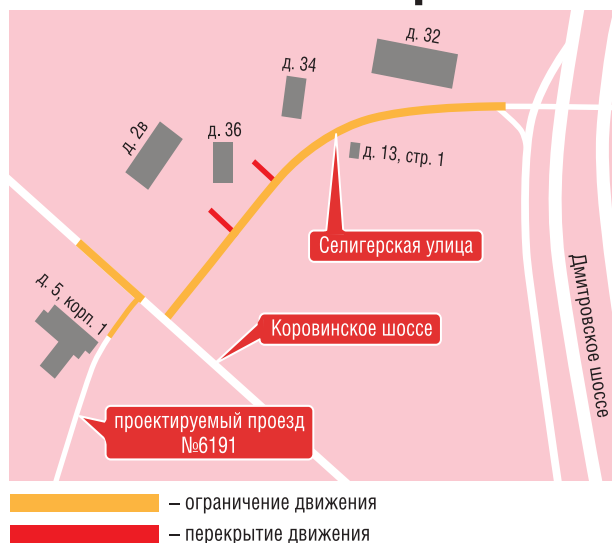 д. 32
д. 34
д. 2в
д. 36
д. 13, стр. 1
Селигерская улица
д. 5, корп. 1
Коровинское шоссе
Дмитровское шоссе
проектируемый проезд
№6191
– ограничение движения
– перекрытие движения